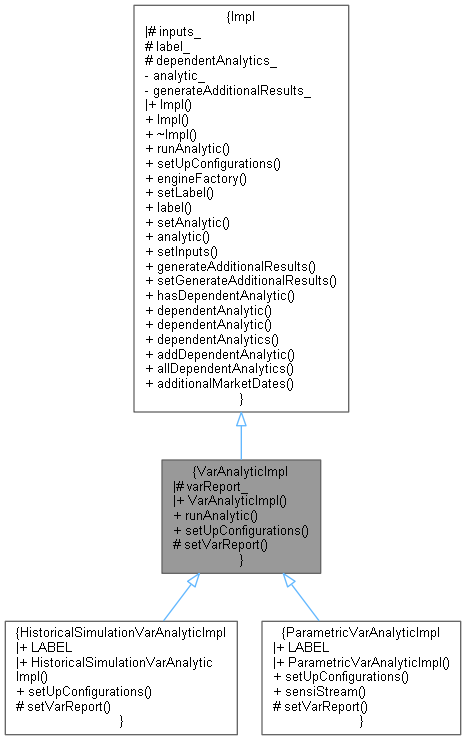 {Impl
|# inputs_
# label_
# dependentAnalytics_
- analytic_
- generateAdditionalResults_
|+ Impl()
+ Impl()
+ ~Impl()
+ runAnalytic()
+ setUpConfigurations()
+ engineFactory()
+ setLabel()
+ label()
+ setAnalytic()
+ analytic()
+ setInputs()
+ generateAdditionalResults()
+ setGenerateAdditionalResults()
+ hasDependentAnalytic()
+ dependentAnalytic()
+ dependentAnalytic()
+ dependentAnalytics()
+ addDependentAnalytic()
+ allDependentAnalytics()
+ additionalMarketDates()
}
{VarAnalyticImpl
|# varReport_
|+ VarAnalyticImpl()
+ runAnalytic()
+ setUpConfigurations()
# setVarReport()
}
{HistoricalSimulationVarAnalyticImpl
|+ LABEL
|+ HistoricalSimulationVarAnalytic
Impl()
+ setUpConfigurations()
# setVarReport()
}
{ParametricVarAnalyticImpl
|+ LABEL
|+ ParametricVarAnalyticImpl()
+ setUpConfigurations()
+ sensiStream()
# setVarReport()
}